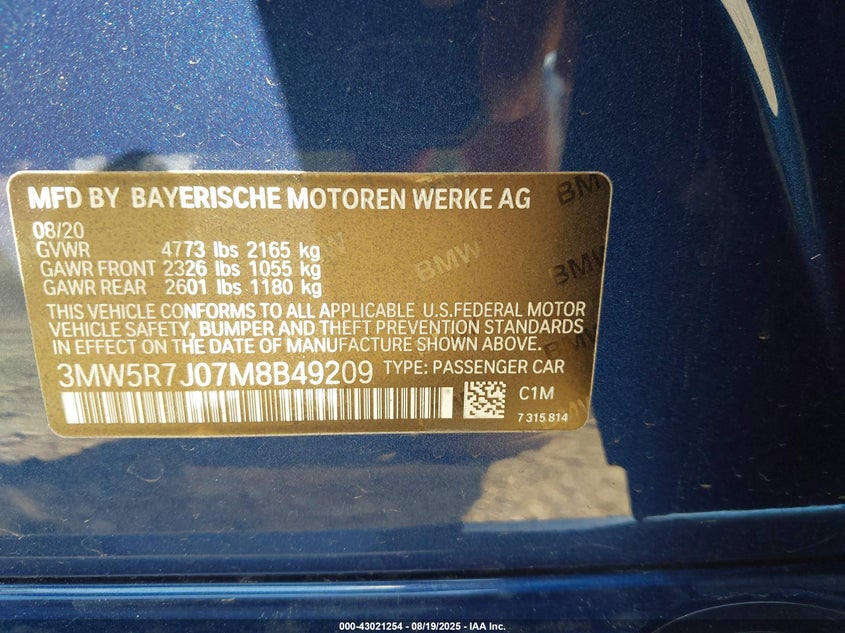 MFD BY BAYERISCHE MOTOREN WERKE AG
08/20
GVWR 4773 lbs 2165 kg
GAWR FRONT 2326 lbs 1055 kg
GAWR REAR 2601 lbs 1180 kg
THIS VEHICLE CONFORMS TO ALL APPLICABLE U.S.FEDERAL MOTOR
VEHICLE SAFETY, BUMPER AND THEFT PREVENTION STANDARDS
IN EFFECT ON THE DATE OF MANUFACTURE SHOWN ABOVE.
3MW5R7J07M8B49209 TYPE: PASSENGER CAR
C1M
7 315 814
BMW
BMW
BMW
000-43021254 - 08/19/2025 - IAA Inc.